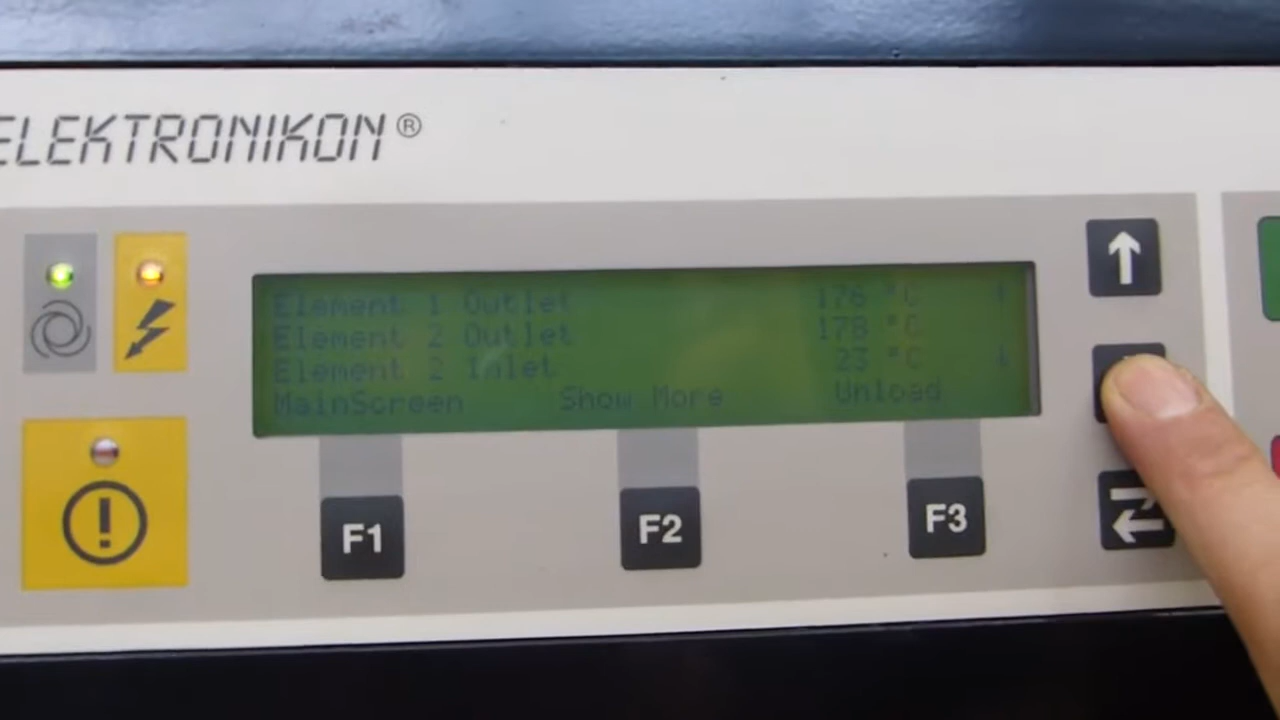 ELEKTRONIKON®
Element 1 Outlet 176 °C ↑
Element 2 Outlet 178 °C
Element 2 Inlet 23 °C ↓
MainScreen Show More Unload
F1 F2 F3